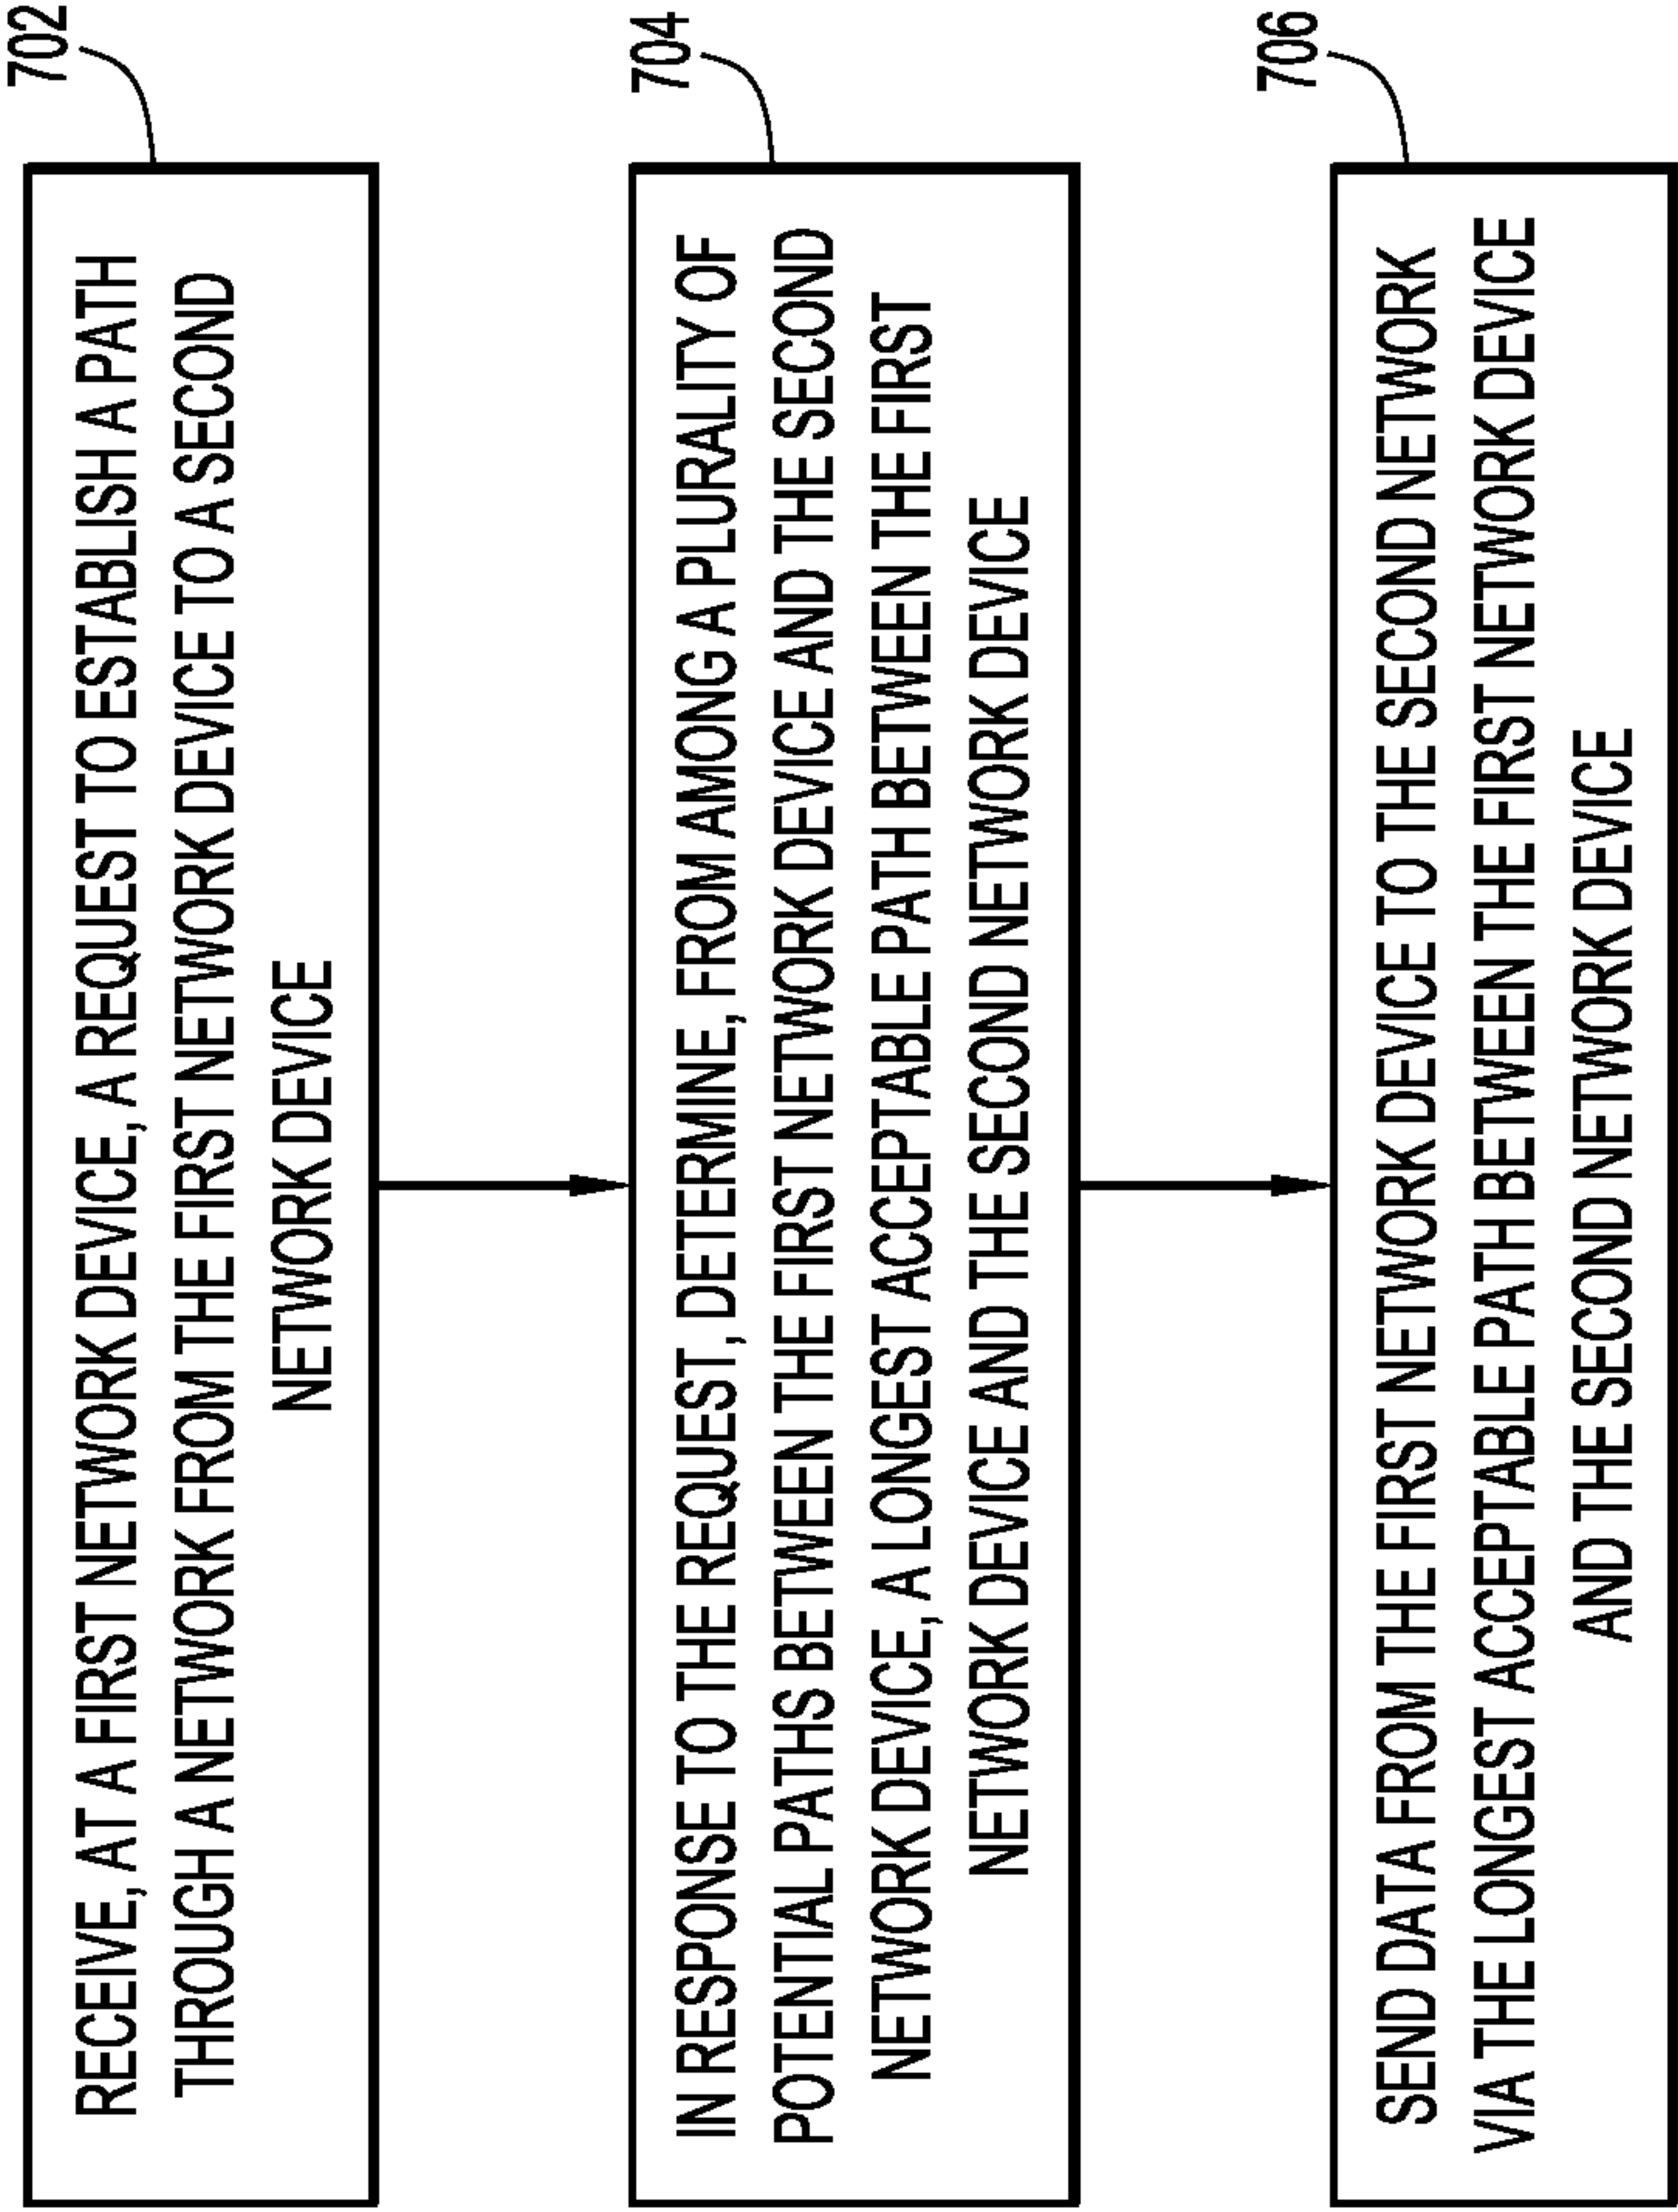 702
RECEIVE, AT A FIRST NETWORK DEVICE, A REQUEST TO ESTABLISH A PATH
THROUGH A NETWORK FROM THE FIRST NETWORK DEVICE TO A SECOND
NETWORK DEVICE
704
IN RESPONSE TO THE REQUEST, DETERMINE, FROM AMONG A PLURALITY OF
POTENTIAL PATHS BETWEEN THE FIRST NETWORK DEVICE AND THE SECOND
NETWORK DEVICE, A LONGEST ACCEPTABLE PATH BETWEEN THE FIRST
NETWORK DEVICE AND THE SECOND NETWORK DEVICE
706
SEND DATA FROM THE FIRST NETWORK DEVICE TO THE SECOND NETWORK
VIA THE LONGEST ACCEPTABLE PATH BETWEEN THE FIRST NETWORK DEVICE
AND THE SECOND NETWORK DEVICE